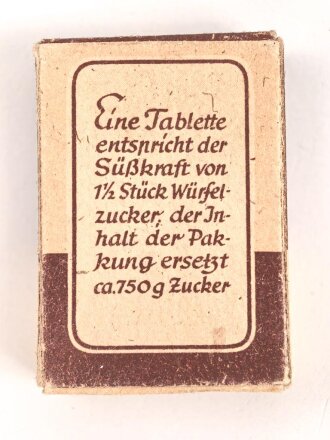 Eine Tablette
entspricht der
Süßkraft von
1½ Stück Würfel-
zucker, der In-
halt der Pak-
kung ersetzt
ca. 750 g Zucker